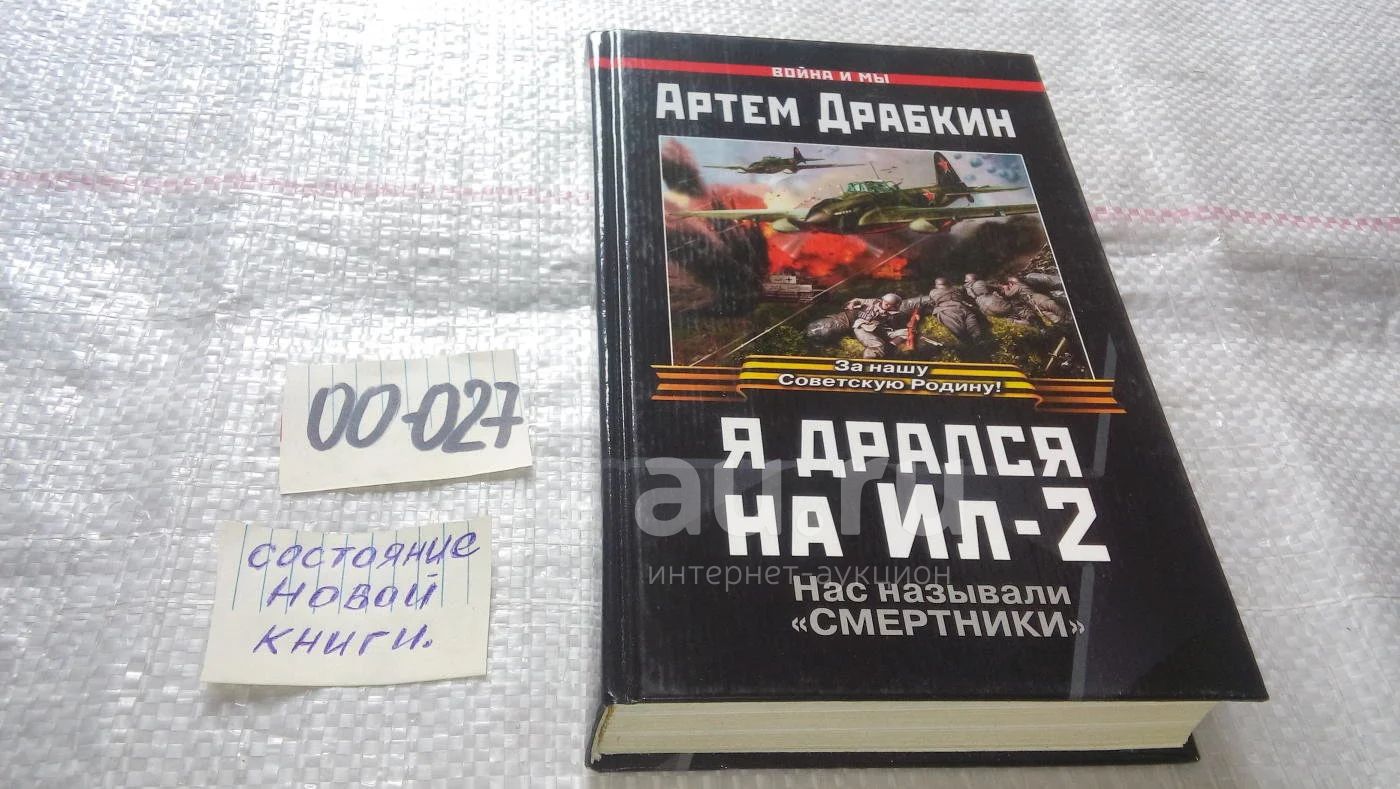 ВОЙНА И МЫ
АРТЕМ ДРАБКИН
За нашу
Советскую Родину!
Я ДРАЛСЯ
НА ИЛ-2
Нас называли
«СМЕРТНИКИ»
au.ru
интернет-аукцион
00-027
состояние
новой
книги.